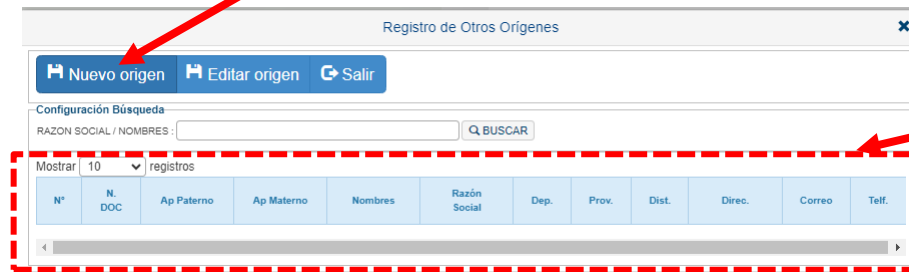 Registro de Otros Orígenes
Nuevo origen Editar origen Salir
Configuración Búsqueda
RAZON SOCIAL / NOMBRES : BUSCAR
Mostrar 10 registros
N° N. DOC Ap Paterno Ap Materno Nombres Razón Social Dep. Prov. Dist. Direc. Correo Telf.